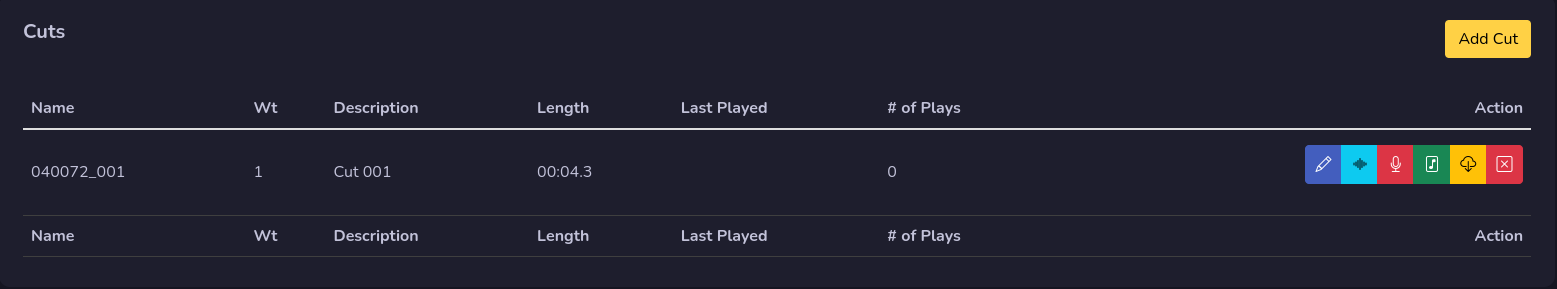 Cuts
Add Cut
Name Wt Description Length Last Played # of Plays Action
040072_001 1 Cut 001 00:04.3 0
Name Wt Description Length Last Played # of Plays Action